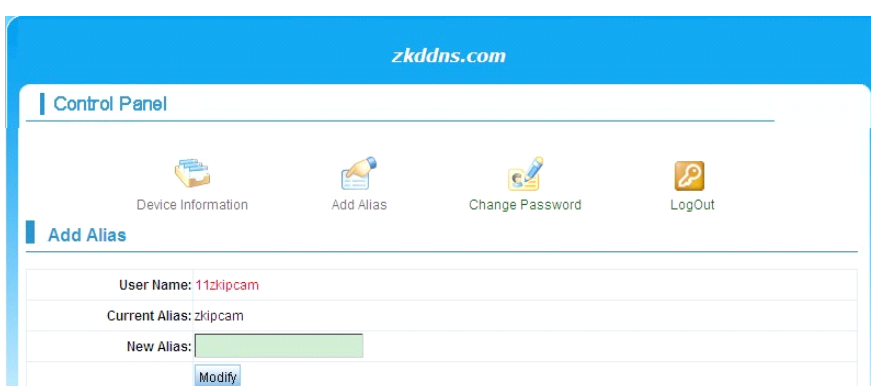 zkddns.com
Control Panel
Device Information Add Alias Change Password LogOut
Add Alias
User Name: 11zkipcam
Current Alias: zkipcam
New Alias:
Modify